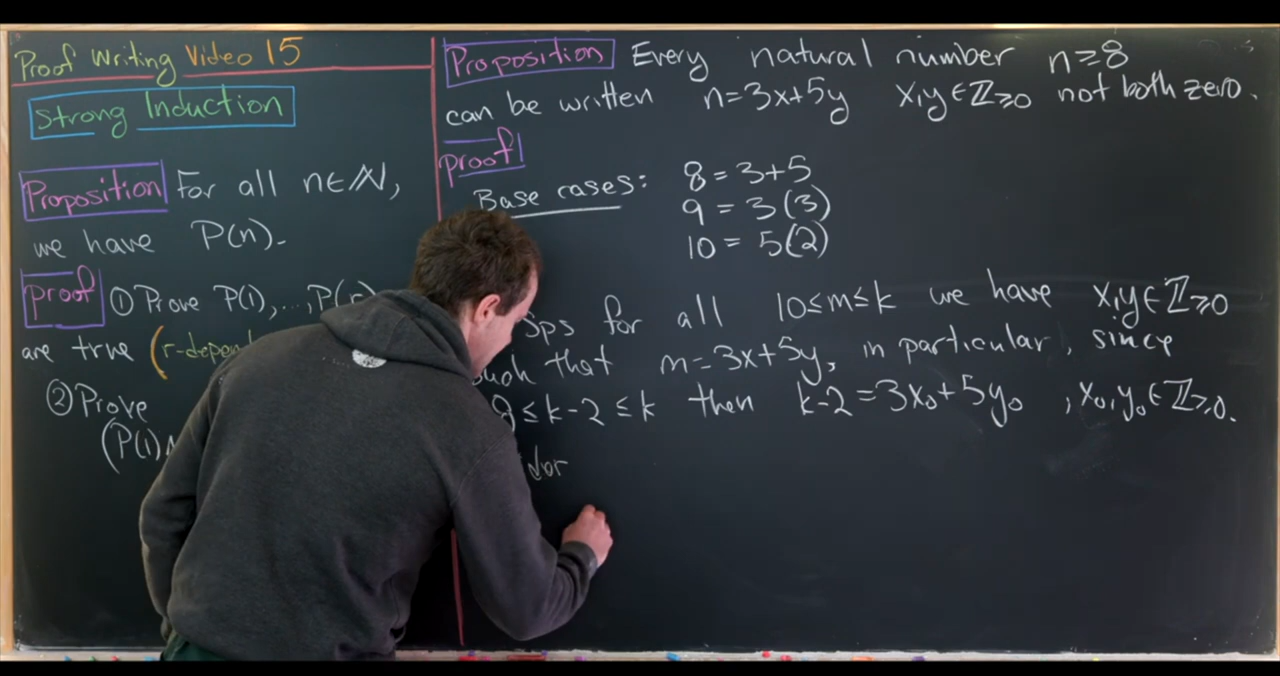 Proof Writing Video 15
Strong Induction
Proposition For all n∈ℕ,
we have P(n).
proof ① Prove P(1),...,P(r)
are true (r-depend
② Prove
(P(1)∧
Proposition Every natural number n≥8
can be written n=3x+5y x,y∈ℤ≥0 not both zero.
proof
Base cases: 8 = 3+5
9 = 3(3)
10 = 5(2)
Sps for all 10≤m≤k we have x,y∈ℤ≥0
such that m=3x+5y, in particular, since
8≤k-2≤k then k-2=3x₀+5y₀, x₀,y₀∈ℤ≥0.